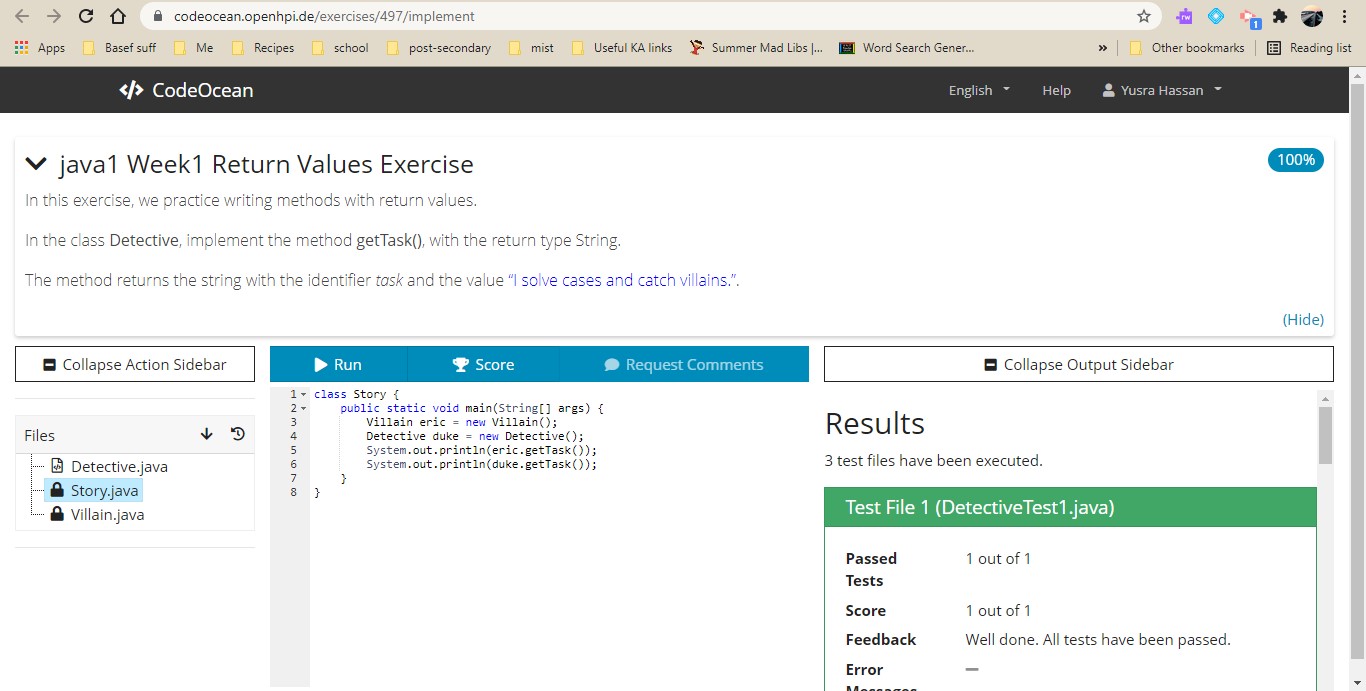 codeocean.openhpi.de/exercises/497/implement
rw
1
Apps Basef suff Me Recipes school post-secondary mist Useful KA links Summer Mad Libs |... Word Search Gener... » Other bookmarks Reading list
</> CodeOcean English Help Yusra Hassan
java1 Week1 Return Values Exercise 100%
In this exercise, we practice writing methods with return values.
In the class Detective, implement the method getTask(), with the return type String.
The method returns the string with the identifier task and the value “I solve cases and catch villains.”.
(Hide)
Collapse Action Sidebar Run Score Request Comments Collapse Output Sidebar
Files
Detective.java
Story.java
Villain.java
1 class Story {
2 public static void main(String[] args) {
3 Villain eric = new Villain();
4 Detective duke = new Detective();
5 System.out.println(eric.getTask());
6 System.out.println(duke.getTask());
7 }
8 }
Results
3 test files have been executed.
Test File 1 (DetectiveTest1.java)
Passed Tests 1 out of 1
Score 1 out of 1
Feedback Well done. All tests have been passed.
Error Messages —